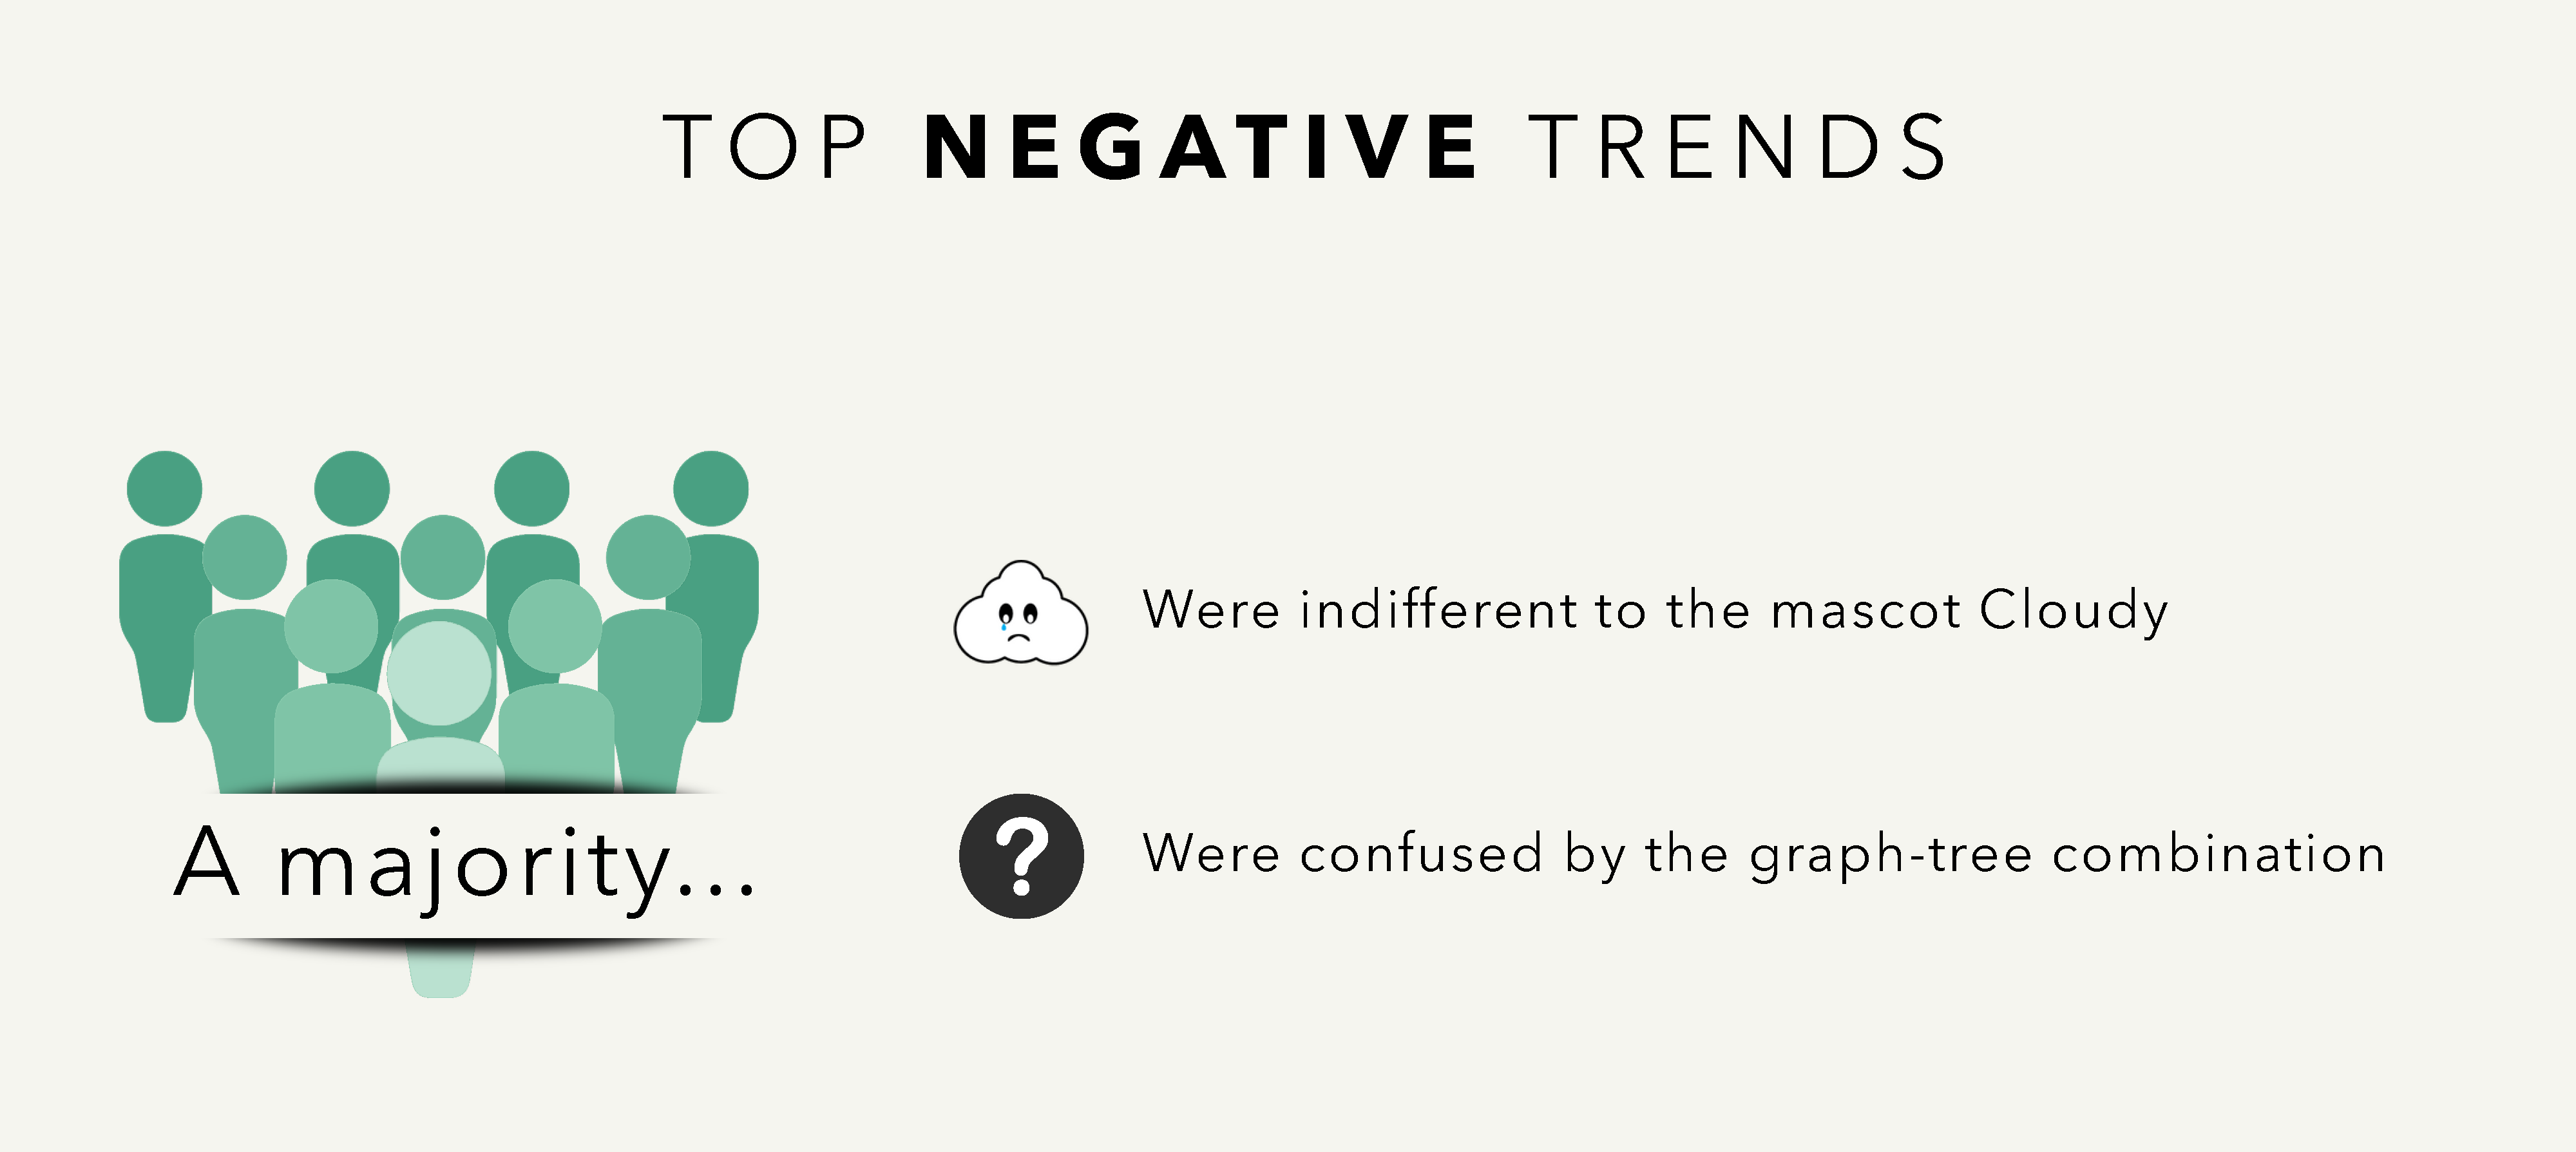 TOP NEGATIVE TRENDS
A majority...
Were indifferent to the mascot Cloudy
?
Were confused by the graph-tree combination